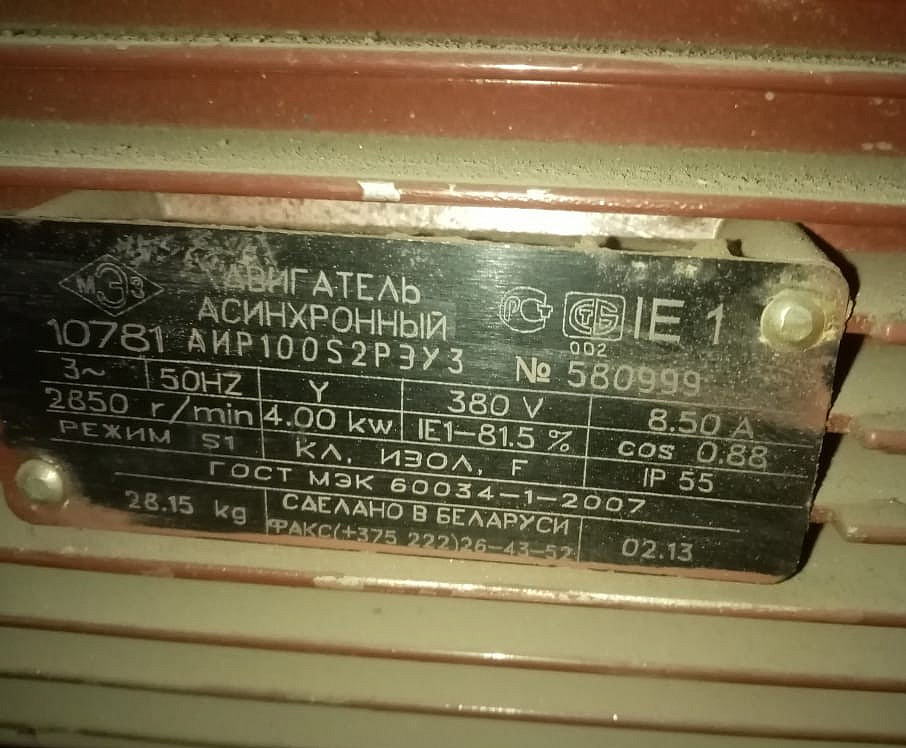 МЭЗ
ДВИГАТЕЛЬ
АСИНХРОННЫЙ
РСТ СТБ IE 1
002
10781 АИР100S2РЭУ3 № 580999
3~ 50HZ Y 380 V 8.50 A
2850 r/min 4.00 kw IE1-81.5 % cos 0.88
РЕЖИМ S1 КЛ. ИЗОЛ. F IP 55
ГОСТ МЭК 60034-1-2007
28.15 kg СДЕЛАНО В БЕЛАРУСИ 02.13
ФАКС(+375 222)26-43-52